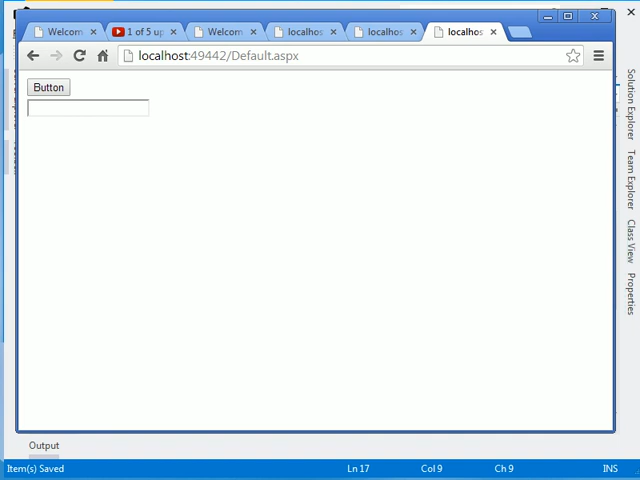 Welcom
1 of 5 up
Welcom
localhos
localhos
localhos
localhost:49442/Default.aspx
Button
Solution Explorer
Team Explorer
Class View
Properties
Output
Item(s) Saved
Ln 17
Col 9
Ch 9
INS